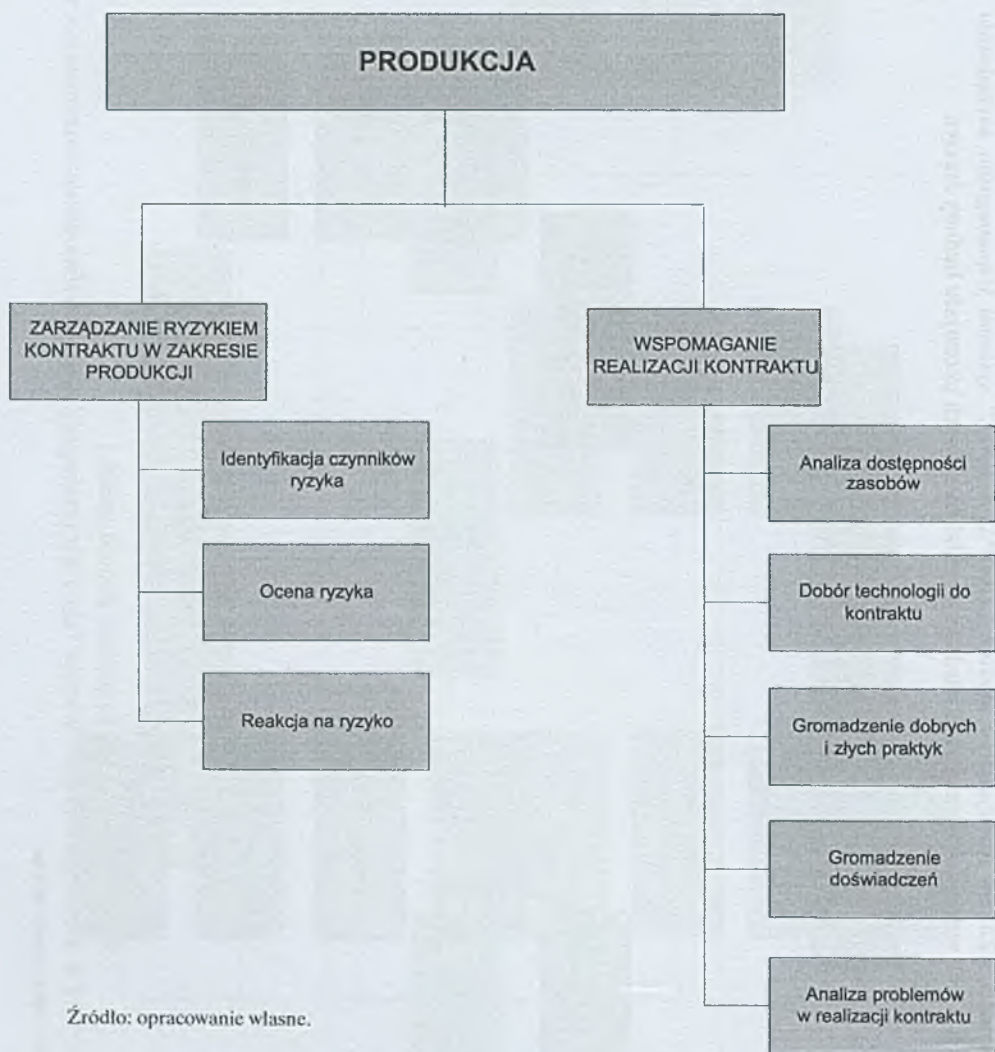 PRODUKCJA
ZARZĄDZANIE RYZYKIEM
KONTRAKTU W ZAKRESIE
PRODUKCJI
Identyfikacja czynników
ryzyka
Ocena ryzyka
Reakcja na ryzyko
WSPOMAGANIE
REALIZACJI KONTRAKTU
Analiza dostępności
zasobów
Dobór technologii do
kontraktu
Gromadzenie dobrych
i złych praktyk
Gromadzenie
doświadczeń
Analiza problemów
w realizacji kontraktu
Źródło: opracowanie własne.